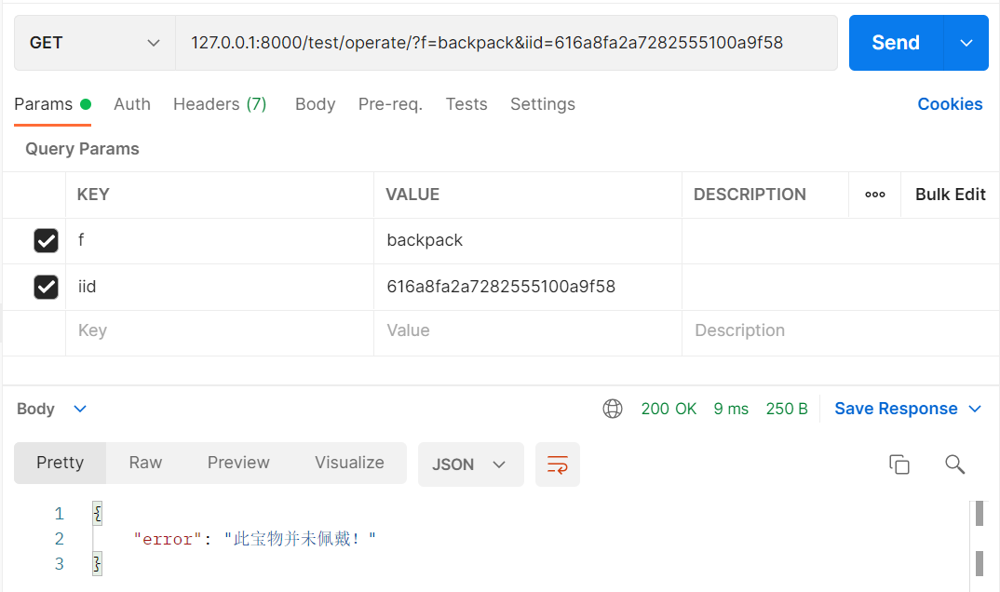 GET 127.0.0.1:8000/test/operate/?f=backpack&iid=616a8fa2a7282555100a9f58 Send
Params Auth Headers (7) Body Pre-req. Tests Settings Cookies
Query Params
KEY VALUE DESCRIPTION ooo Bulk Edit
f backpack
iid 616a8fa2a7282555100a9f58
Key Value Description
Body 200 OK 9 ms 250 B Save Response
Pretty Raw Preview Visualize JSON
1 {
2 "error": "此宝物并未佩戴！"
3 }